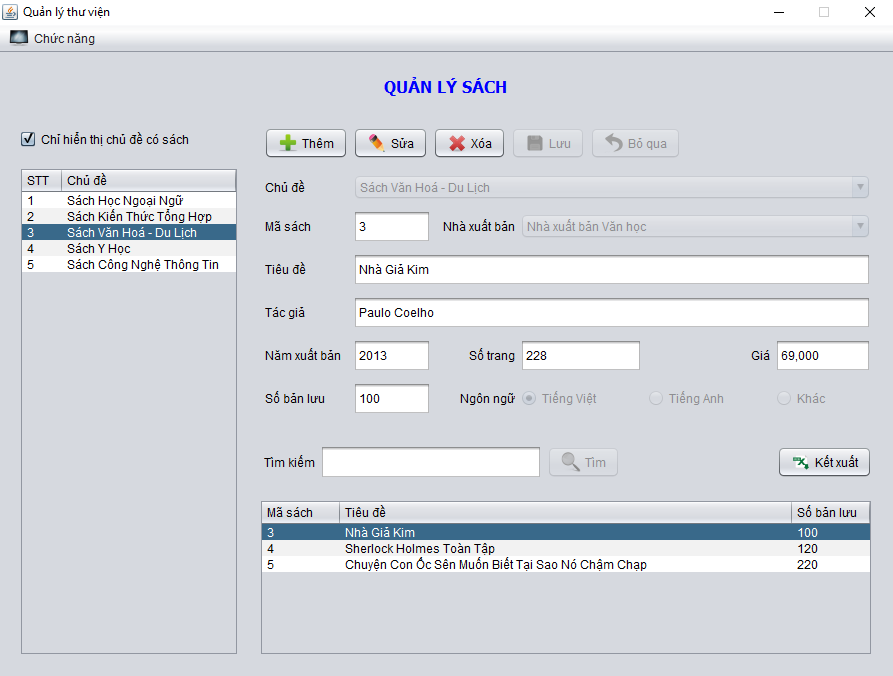 Quản lý thư viện
Chức năng
QUẢN LÝ SÁCH
Chỉ hiển thị chủ đề có sách
Thêm Sửa Xóa Lưu Bỏ qua
STT Chủ đề
1 Sách Học Ngoại Ngữ
2 Sách Kiến Thức Tổng Hợp
3 Sách Văn Hoá - Du Lịch
4 Sách Y Học
5 Sách Công Nghệ Thông Tin
Chủ đề Sách Văn Hoá - Du Lịch
Mã sách 3 Nhà xuất bản Nhà xuất bản Văn học
Tiêu đề Nhà Giả Kim
Tác giả Paulo Coelho
Năm xuất bản 2013 Số trang 228 Giá 69,000
Số bản lưu 100 Ngôn ngữ Tiếng Việt Tiếng Anh Khác
Tìm kiếm Tìm Kết xuất
Mã sách Tiêu đề Số bản lưu
3 Nhà Giả Kim 100
4 Sherlock Holmes Toàn Tập 120
5 Chuyện Con Ốc Sên Muốn Biết Tại Sao Nó Chậm Chạp 220